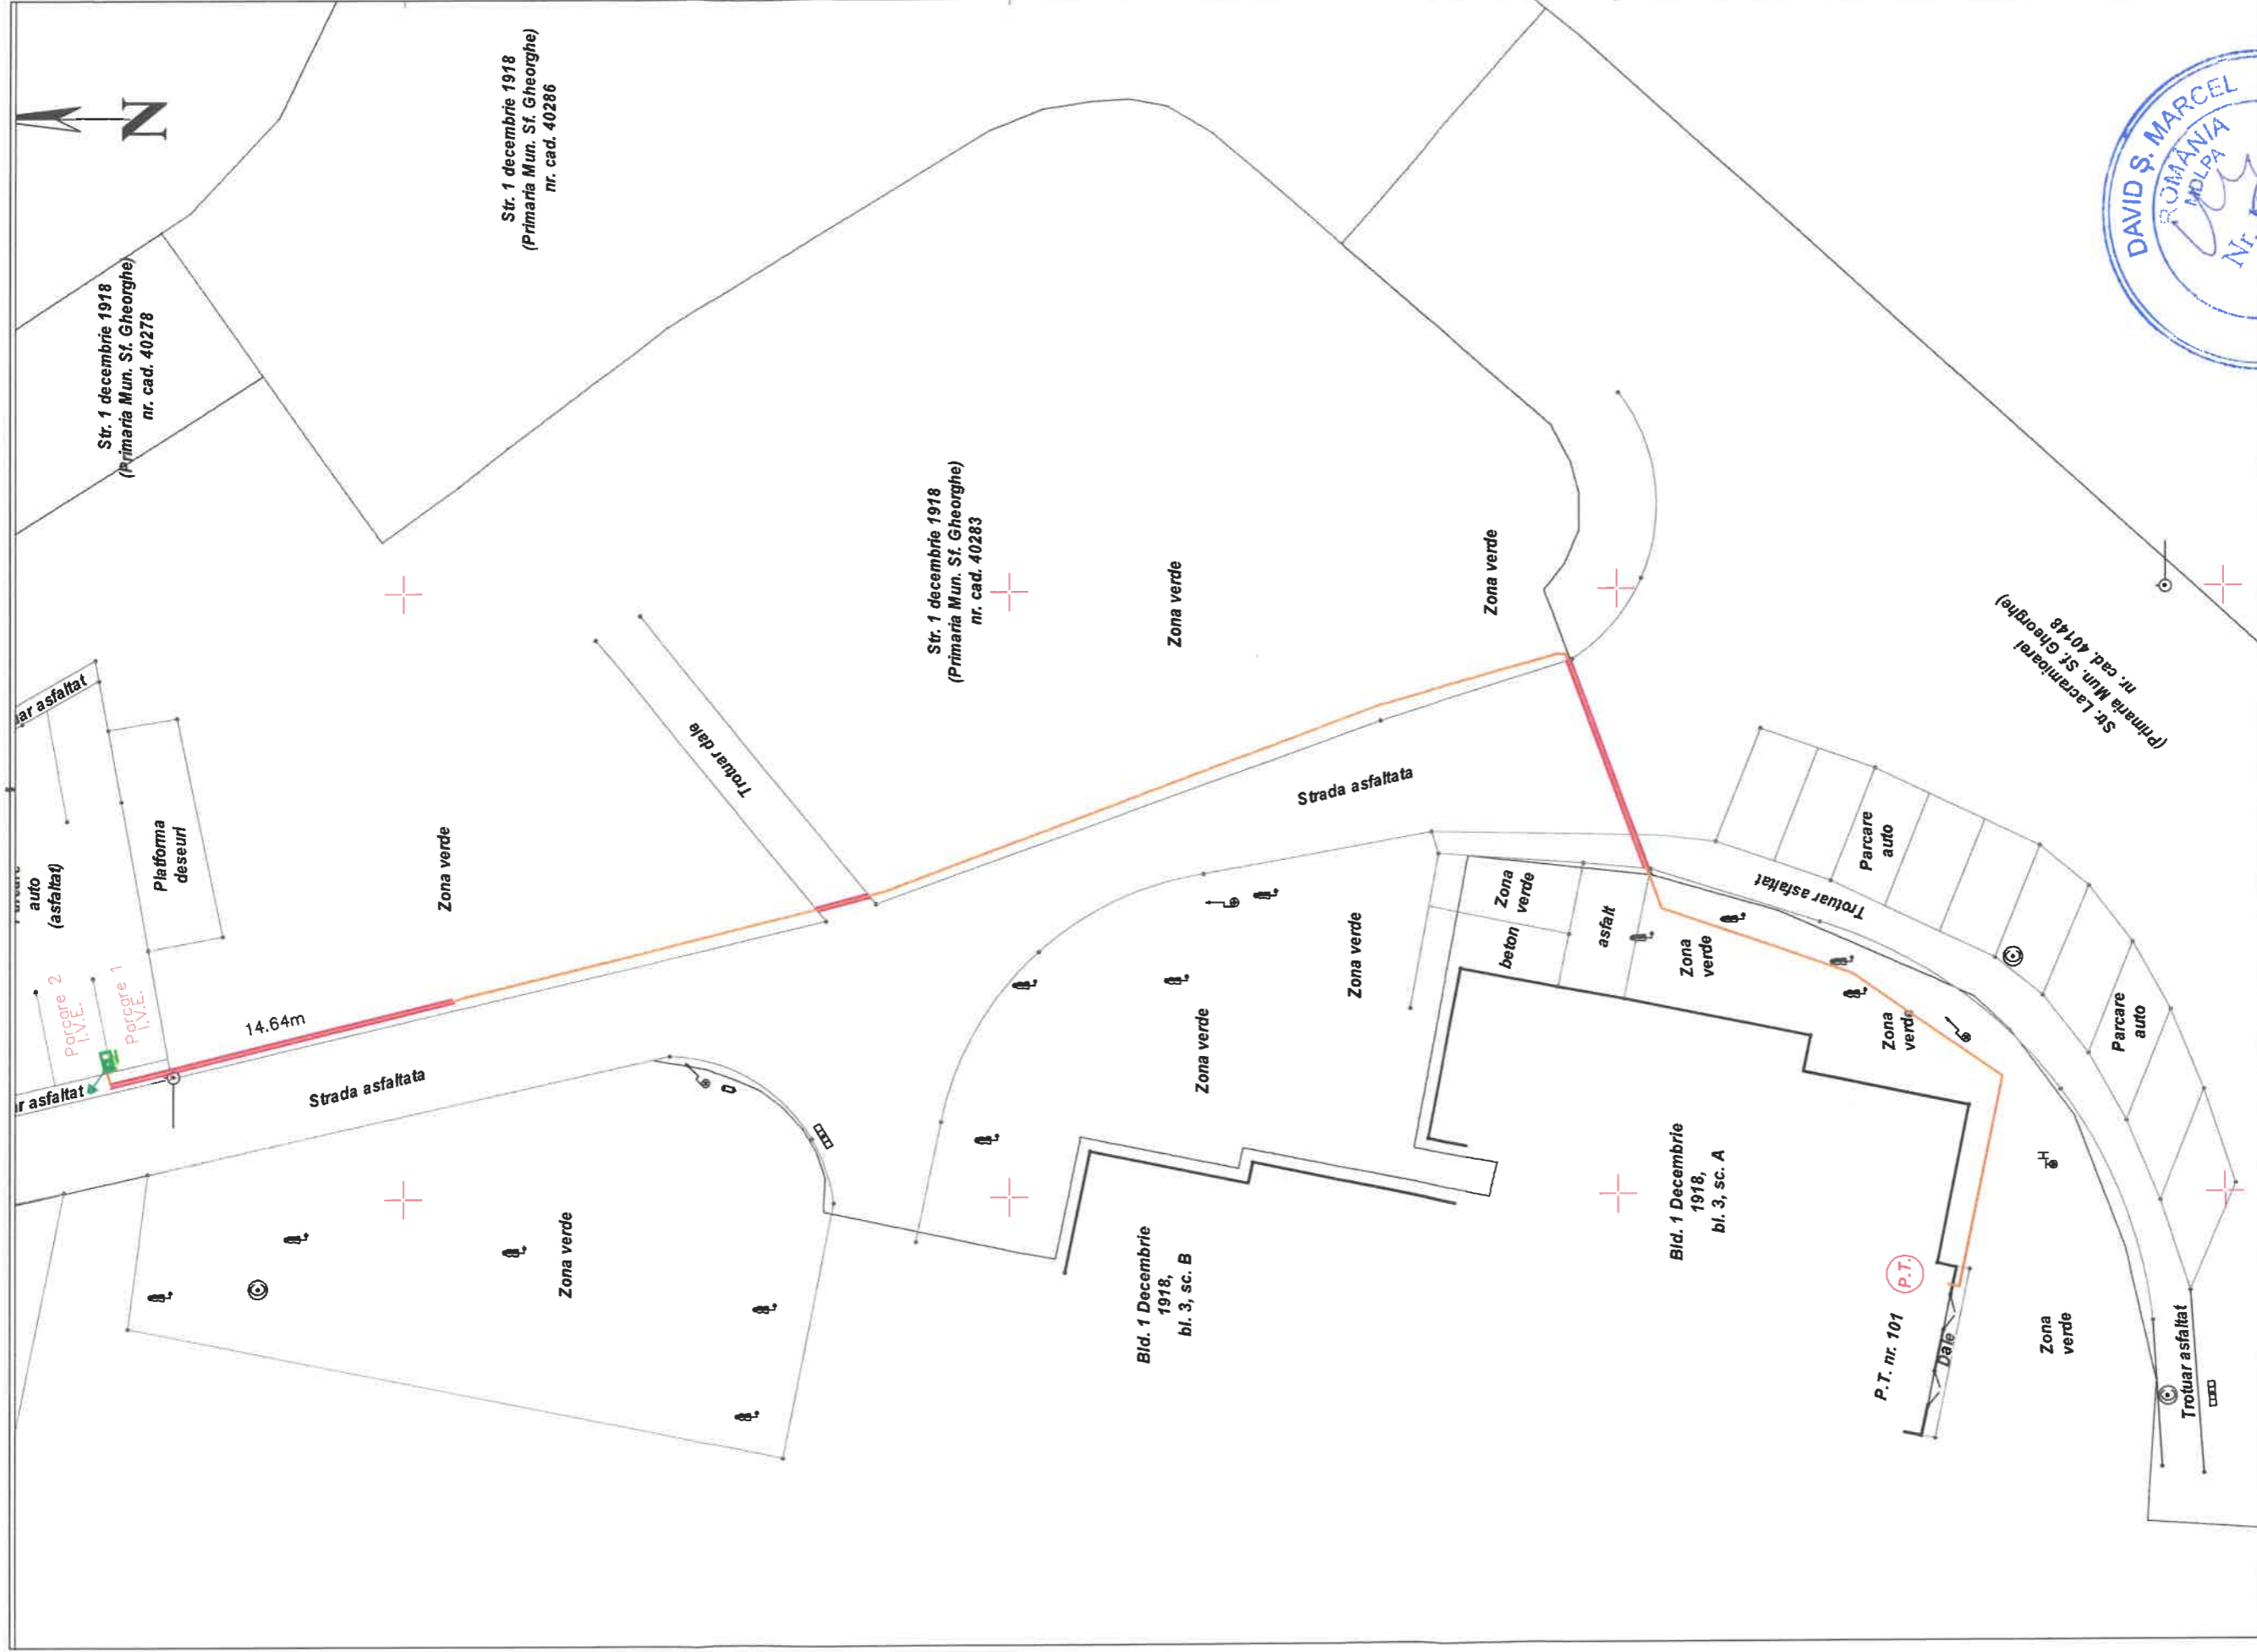 N
Str. 1 decembrie 1918
(Primaria Mun. Sf. Gheorghe)
nr. cad. 40278
Str. 1 decembrie 1918
(Primaria Mun. Sf. Gheorghe)
nr. cad. 40286
Str. 1 decembrie 1918
(Primaria Mun. Sf. Gheorghe)
nr. cad. 40283
Zona verde
Zona verde
ar asfaltat
auto
(asfaltat)
Platforma
deseuri
Zona verde
Trotuar dale
Parcare 2
I.V.E.
Parcare 1
I.V.E.
14.64m
r asfaltat
Strada asfaltata
Strada asfaltata
Zona verde
Zona verde
Zona verde
Zona
verde
beton
asfalt
Zona
verde
Zona
verde
Trotuar asfaltat
Parcare
auto
Parcare
auto
Str. Lacramioarei
(Primaria Mun. Sf. Gheorghe)
nr. cad. 40148
Bld. 1 Decembrie
1918,
bl. 3, sc. B
Bld. 1 Decembrie
1918,
bl. 3, sc. A
P.T. nr. 101
P.T.
Dale
Zona
verde
Trotuar asfaltat
DAVID Ş. MARCEL
ROMÂNIA
MDLPA
Nr.